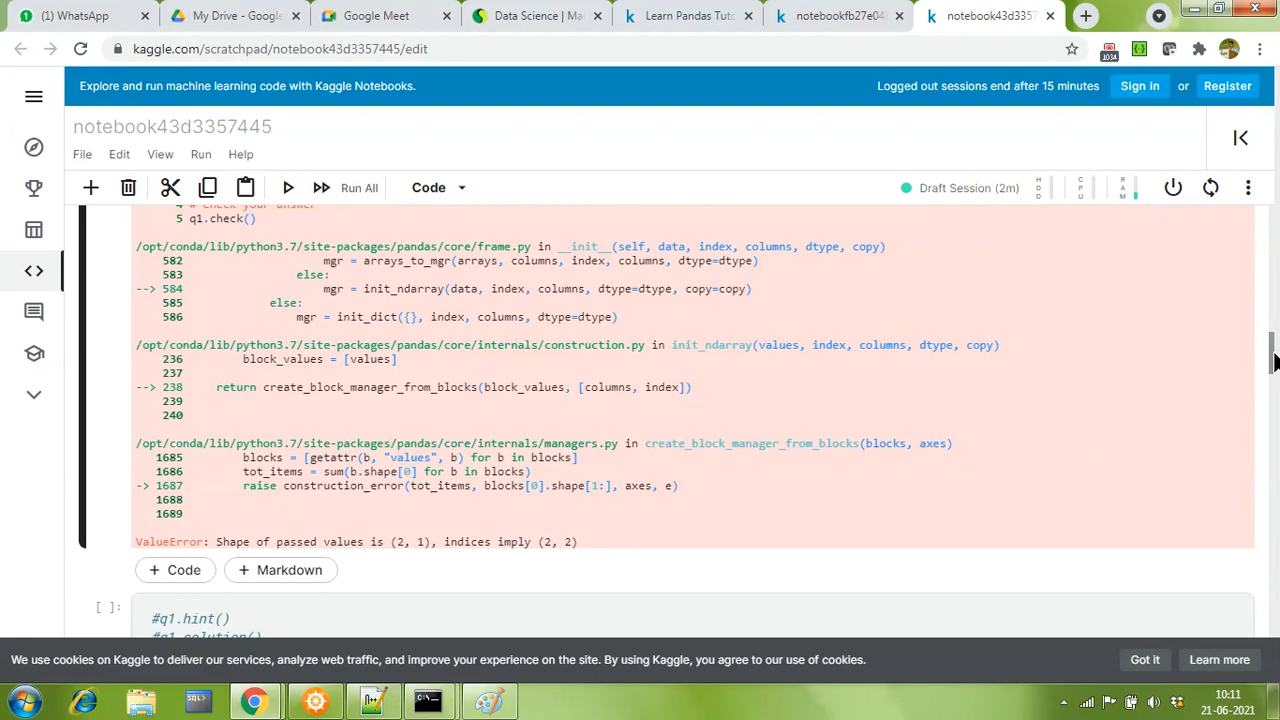 (1) WhatsApp
My Drive - Google
Google Meet
Data Science | Ma
Learn Pandas Tuto
notebookfb27e04
notebook43d3357
kaggle.com/scratchpad/notebook43d3357445/edit
1034
Explore and run machine learning code with Kaggle Notebooks.
Logged out sessions end after 15 minutes
Sign in
or
Register
notebook43d3357445
File
Edit
View
Run
Help
Run All
Code
Draft Session (2m)
HDD
CPU
RAM
4 # Check your answer
5 q1.check()
/opt/conda/lib/python3.7/site-packages/pandas/core/frame.py in __init__(self, data, index, columns, dtype, copy)
582 mgr = arrays_to_mgr(arrays, columns, index, columns, dtype=dtype)
583 else:
--> 584 mgr = init_ndarray(data, index, columns, dtype=dtype, copy=copy)
585 else:
586 mgr = init_dict({}, index, columns, dtype=dtype)
/opt/conda/lib/python3.7/site-packages/pandas/core/internals/construction.py in init_ndarray(values, index, columns, dtype, copy)
236 block_values = [values]
237
--> 238 return create_block_manager_from_blocks(block_values, [columns, index])
239
240
/opt/conda/lib/python3.7/site-packages/pandas/core/internals/managers.py in create_block_manager_from_blocks(blocks, axes)
1685 blocks = [getattr(b, "values", b) for b in blocks]
1686 tot_items = sum(b.shape[0] for b in blocks)
-> 1687 raise construction_error(tot_items, blocks[0].shape[1:], axes, e)
1688
1689
ValueError: Shape of passed values is (2, 1), indices imply (2, 2)
+ Code
+ Markdown
[ ]:
#q1.hint()
#q1.solution()
We use cookies on Kaggle to deliver our services, analyze web traffic, and improve your experience on the site. By using Kaggle, you agree to our use of cookies.
Got it
Learn more
SQL>
10:11
21-06-2021